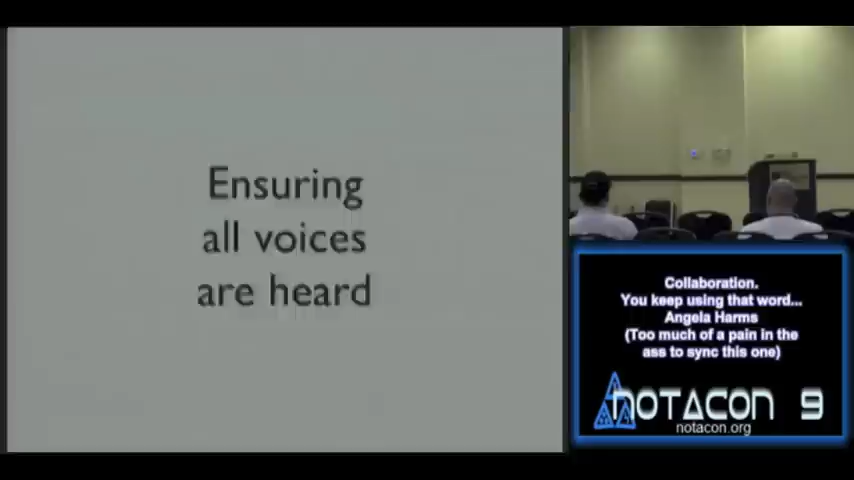 Ensuring
all voices
are heard
Collaboration.
You keep using that word...
Angela Harms
(Too much of a pain in the
ass to sync this one)
NOTACON 9
notacon.org